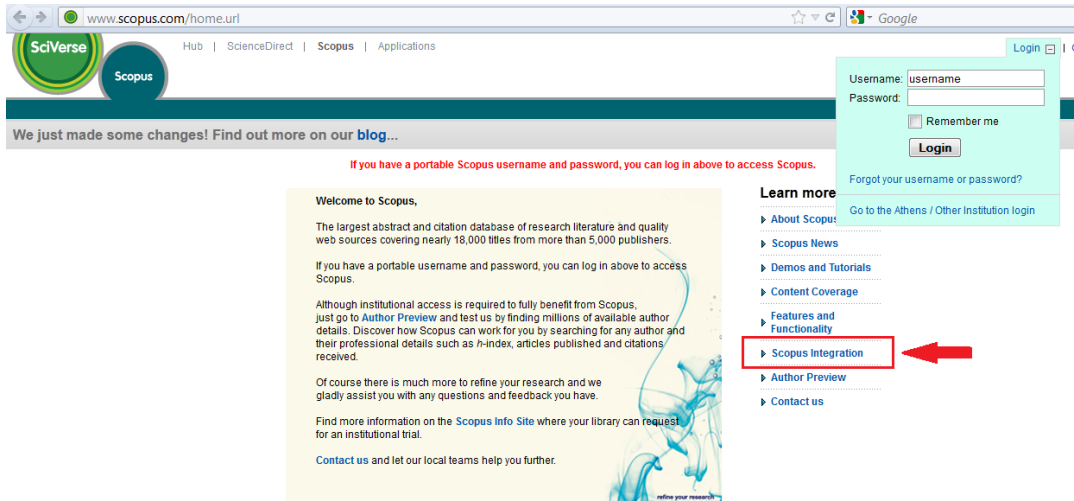 www.scopus.com/home.url
Google
SciVerse
Scopus
Hub | ScienceDirect | Scopus | Applications
Login
Username: username
Password:
Remember me
Login
Forgot your username or password?
Go to the Athens / Other Institution login
We just made some changes! Find out more on our blog...
If you have a portable Scopus username and password, you can log in above to access to Scopus.
Welcome to Scopus,
The largest abstract and citation database of research literature and quality
web sources covering nearly 18,000 titles from more than 5,000 publishers.
If you have a portable username and password, you can log in above to access
Scopus.
Although institutional access is required to fully benefit from Scopus,
just go to Author Preview and test us by finding millions of available author
details. Discover how Scopus can work for you by searching for any author and
their professional details such as h-index, articles published and citations
received.
Of course there is much more to refine your research and we
gladly assist you with any questions and feedback you have.
Find more information on the Scopus Info Site where your library can request
for an institutional trial.
Contact us and let our local teams help you further.
refine your research
Learn more
About Scopus
Scopus News
Demos and Tutorials
Content Coverage
Features and
Functionality
Scopus Integration
Author Preview
Contact us